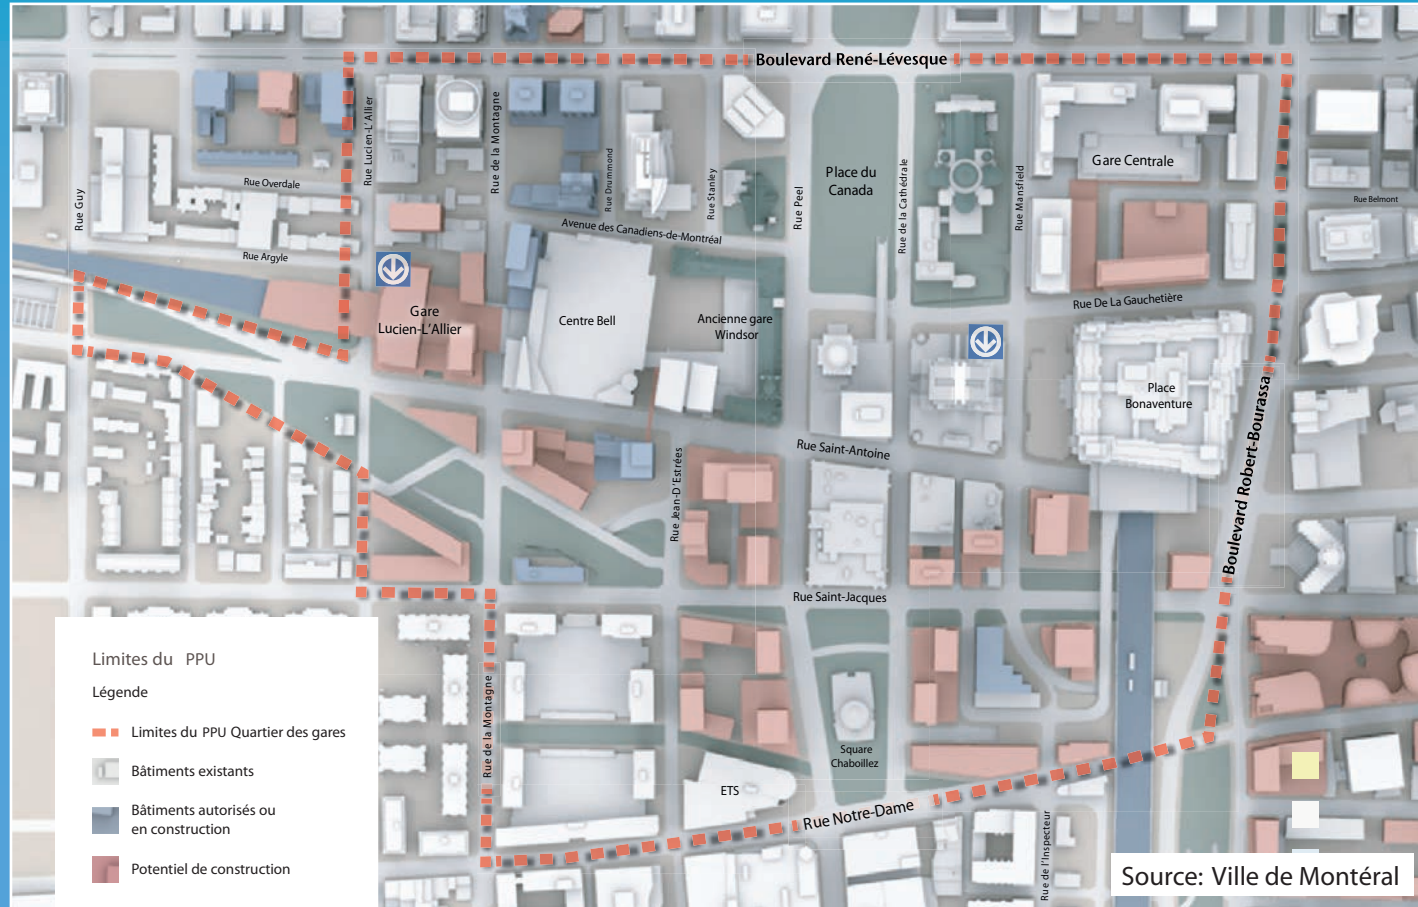 Boulevard René-Lévesque
Rue Guy
Rue Overdale
Rue Argyle
Rue Lucien-L'Allier
Rue de la Montagne
Rue Drummond
Rue Stanley
Avenue des Canadiens-de-Montréal
Rue Peel
Place du
Canada
Rue de la Cathédrale
Rue Mansfield
Gare Centrale
Rue Belmont
Rue De La Gauchetière
Gare
Lucien-L'Allier
Centre Bell
Ancienne gare
Windsor
Place
Bonaventure
Boulevard Robert-Bourassa
Rue Saint-Antoine
Rue Jean-D'Estrées
Rue Saint-Jacques
Rue de la Montagne
Square
Chaboillez
ETS
Rue Notre-Dame
Rue de l'Inspecteur
Limites du PPU
Légende
Limites du PPU Quartier des gares
Bâtiments existants
Bâtiments autorisés ou
en construction
Potentiel de construction
Source: Ville de Montéral